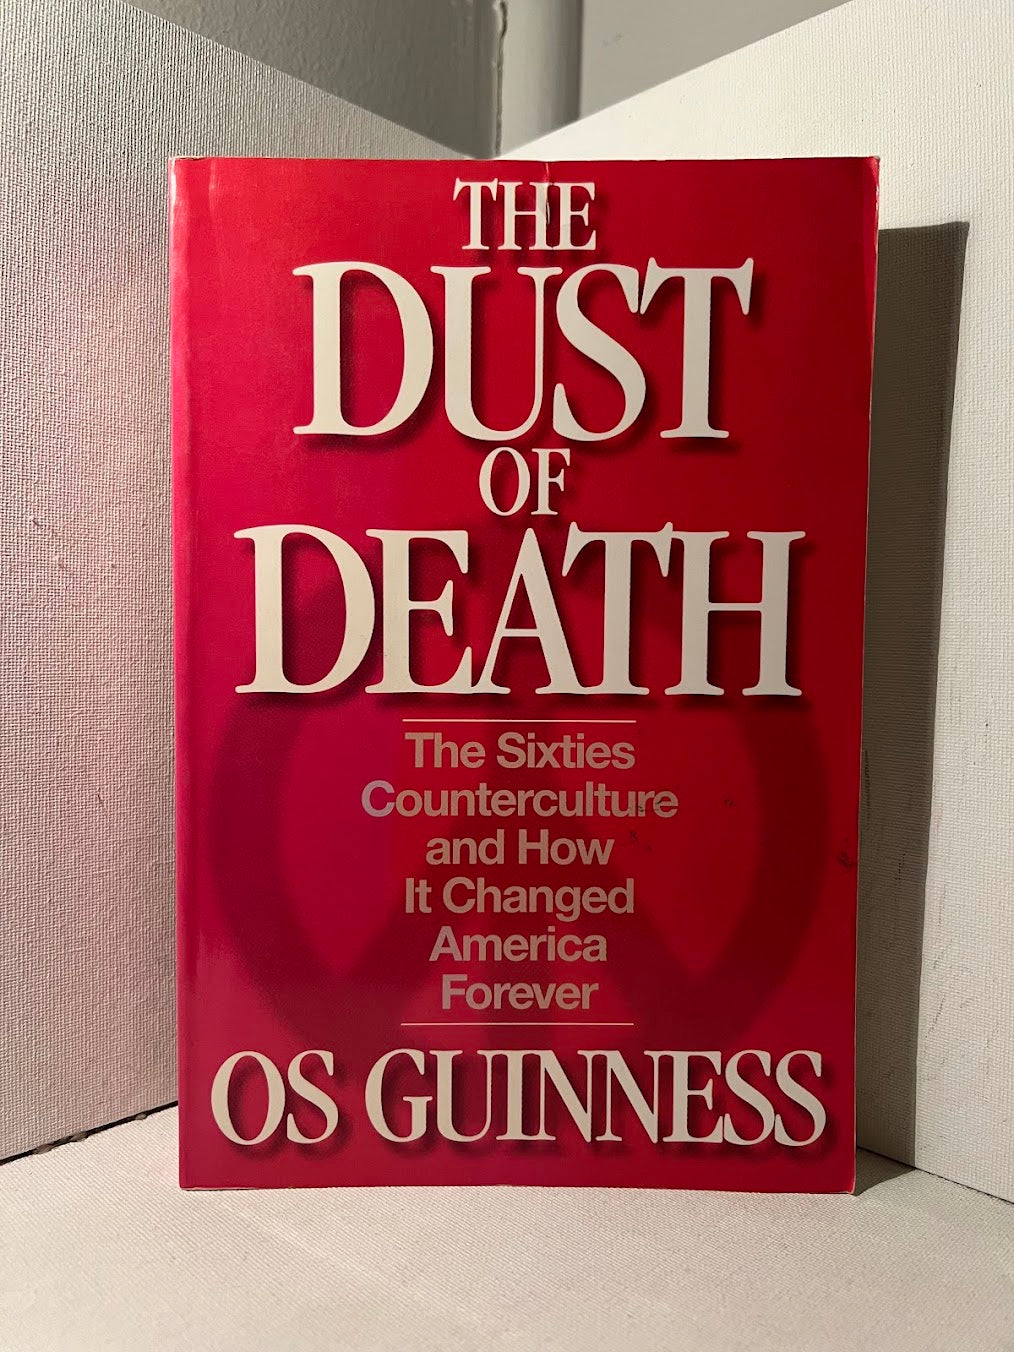 THE
DUST
OF
DEATH
The Sixties
Counterculture
and How
It Changed
America
Forever
OS GUINNESS